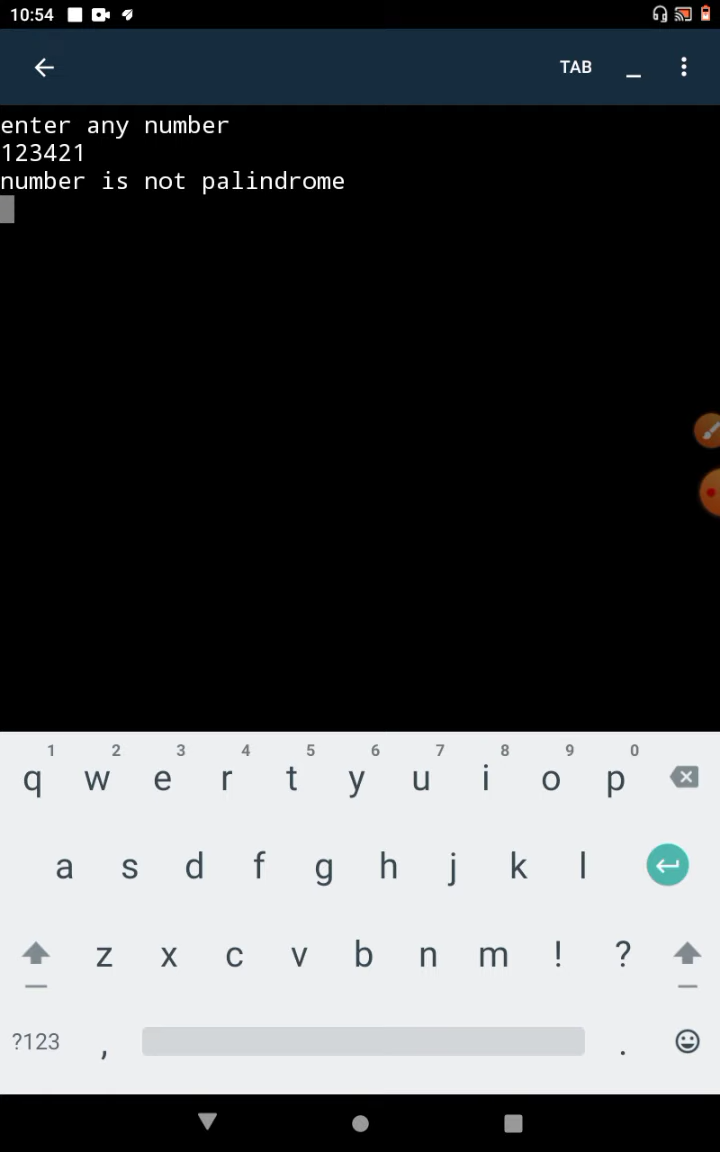 10:54
TAB
enter any number
123421
number is not palindrome
1 2 3 4 5 6 7 8 9 0
q w e r t y u i o p
a s d f g h j k l
z x c v b n m ! ?
?123 , .